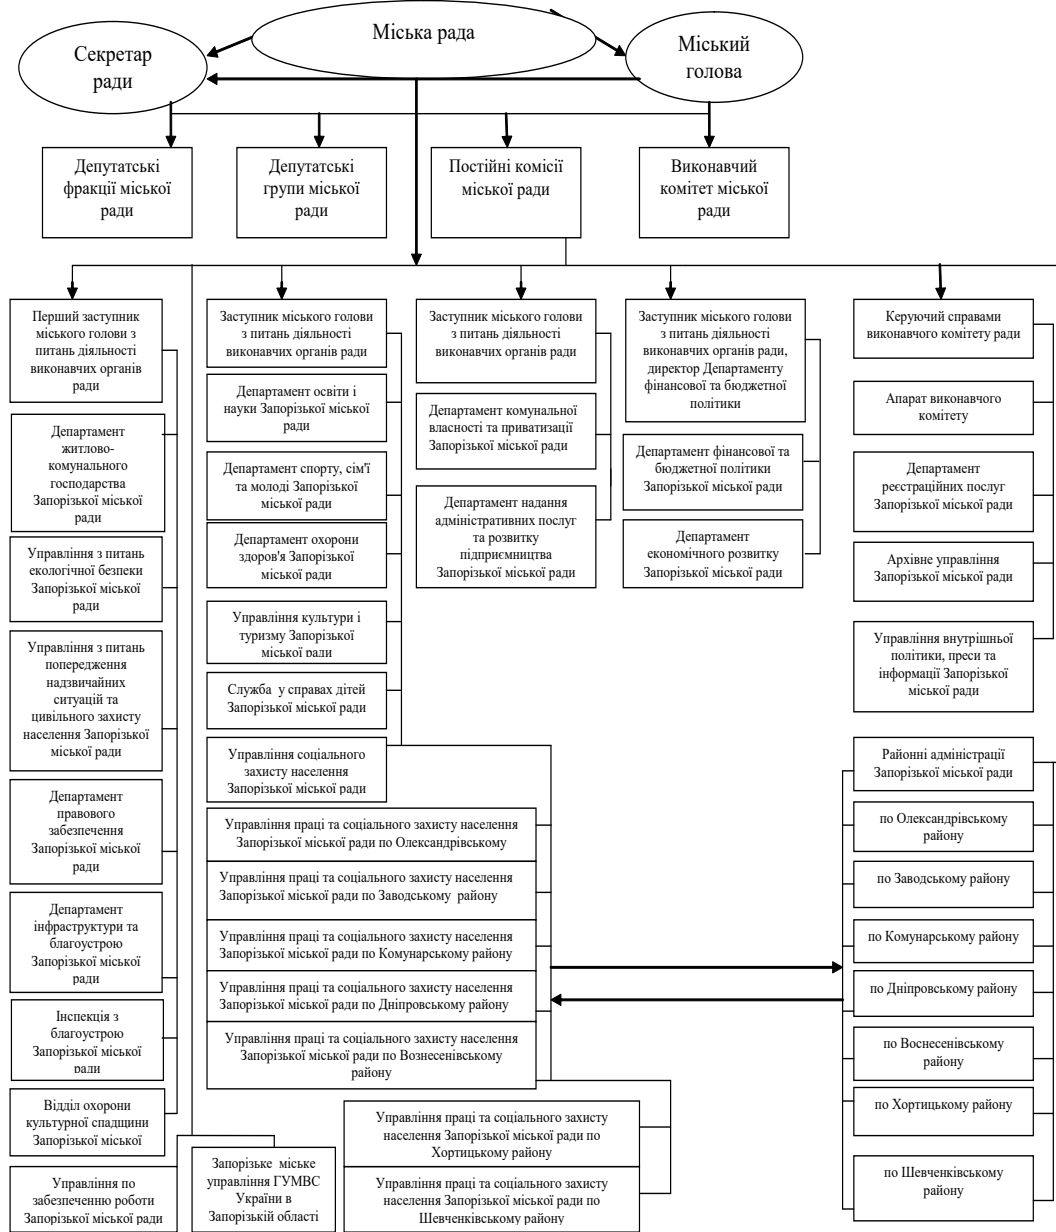 Міська рада
Секретар
ради
Міський
голова
Депутатські
фракції міської
ради
Депутатські
групи міської
ради
Постійні комісії
міської ради
Виконавчий
комітет міської
ради
Перший заступник
міського голови з
питань діяльності
виконавчих органів
ради
Департамент
житлово-
комунального
господарства
Запорізької міської
ради
Управління з питань
екологічної безпеки
Запорізької міської
ради
Управління з питань
попередження
надзвичайних
ситуацій та
цивільного захисту
населення Запорізької
міської ради
Департамент
правового
забезпечення
Запорізької міської
ради
Департамент
інфраструктури та
благоустрою
Запорізької міської
ради
Інспекція з
благоустрою
Запорізької міської
ради
Відділ охорони
культурної спадщини
Запорізької міської
Управління по
забезпеченню роботи
Запорізької міської ради
Заступник міського голови
з питань діяльності
виконавчих органів ради
Департамент освіти і
науки Запорізької міської
ради
Департамент спорту, сім'ї
та молоді Запорізької
міської ради
Департамент охорони
здоров'я Запорізької
міської ради
Управління культури і
туризму Запорізької
міської ради
Служба у справах дітей
Запорізької міської ради
Управління соціального
захисту населення
Запорізької міської ради
Управління праці та соціального захисту населення
Запорізької міської ради по Олександрівському
Управління праці та соціального захисту населення
Запорізької міської ради по Заводському району
Управління праці та соціального захисту населення
Запорізької міської ради по Комунарському району
Управління праці та соціального захисту населення
Запорізької міської ради по Дніпровському району
Управління праці та соціального захисту населення
Запорізької міської ради по Вознесенівському
району
Управління праці та соціального захисту
населення Запорізької міської ради по
Хортицькому району
Управління праці та соціального захисту
населення Запорізької міської ради по
Шевченківському району
Запорізьке міське
управління ГУМВС
України в
Запорізькій області
Заступник міського голови
з питань діяльності
виконавчих органів ради
Департамент комунальної
власності та приватизації
Запорізької міської ради
Департамент надання
адміністративних послуг
та розвитку
підприємництва
Запорізької міської ради
Заступник міського голови
з питань діяльності
виконавчих органів ради,
директор Департаменту
фінансової та бюджетної
політики
Департамент фінансової та
бюджетної політики
Запорізької міської ради
Департамент
економічного розвитку
Запорізької міської ради
Керуючий справами
виконавчого комітету ради
Апарат виконавчого
комітету
Департамент
реєстраційних послуг
Запорізької міської ради
Архівне управління
Запорізької міської ради
Управління внутрішньої
політики, преси та
інформації Запорізької
міської ради
Районні адміністрації
Запорізької міської ради
по Олександрівському
району
по Заводському району
по Комунарському району
по Дніпровському району
по Воснесенівському
району
по Хортицькому району
по Шевченківському
району